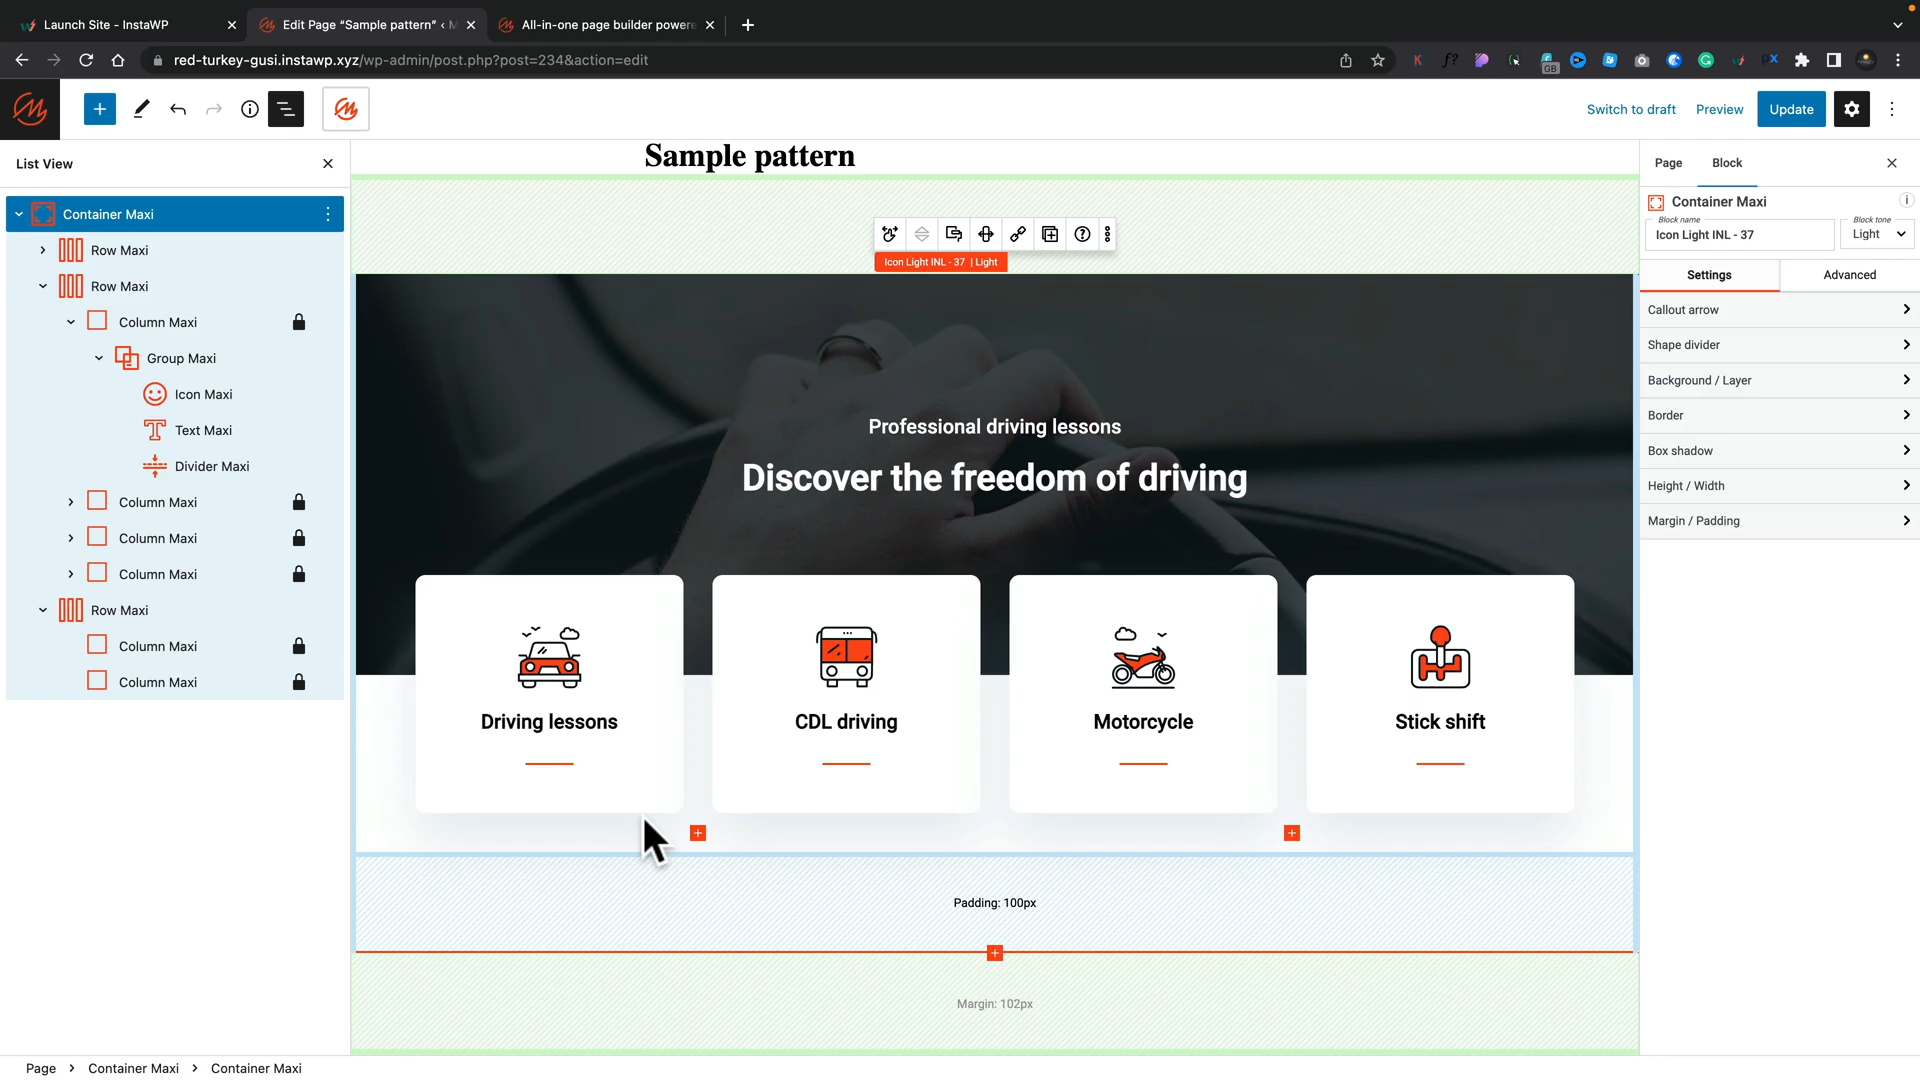 Launch Site - InstaWP
Edit Page “Sample pattern” ‹ M
All-in-one page builder powere
red-turkey-gusi.instawp.xyz/wp-admin/post.php?post=234&action=edit
GB
Switch to draft
Preview
Update
List View
Sample pattern
Page
Block
Container Maxi
Row Maxi
Row Maxi
Column Maxi
Group Maxi
Icon Maxi
Text Maxi
Divider Maxi
Column Maxi
Column Maxi
Column Maxi
Row Maxi
Column Maxi
Column Maxi
Icon Light INL - 37 | Light
Professional driving lessons
Discover the freedom of driving
Driving lessons
CDL driving
Motorcycle
Stick shift
Padding: 100px
Margin: 102px
Container Maxi
Block name
Icon Light INL - 37
Block tone
Light
Settings
Advanced
Callout arrow
Shape divider
Background / Layer
Border
Box shadow
Height / Width
Margin / Padding
Page
Container Maxi
Container Maxi